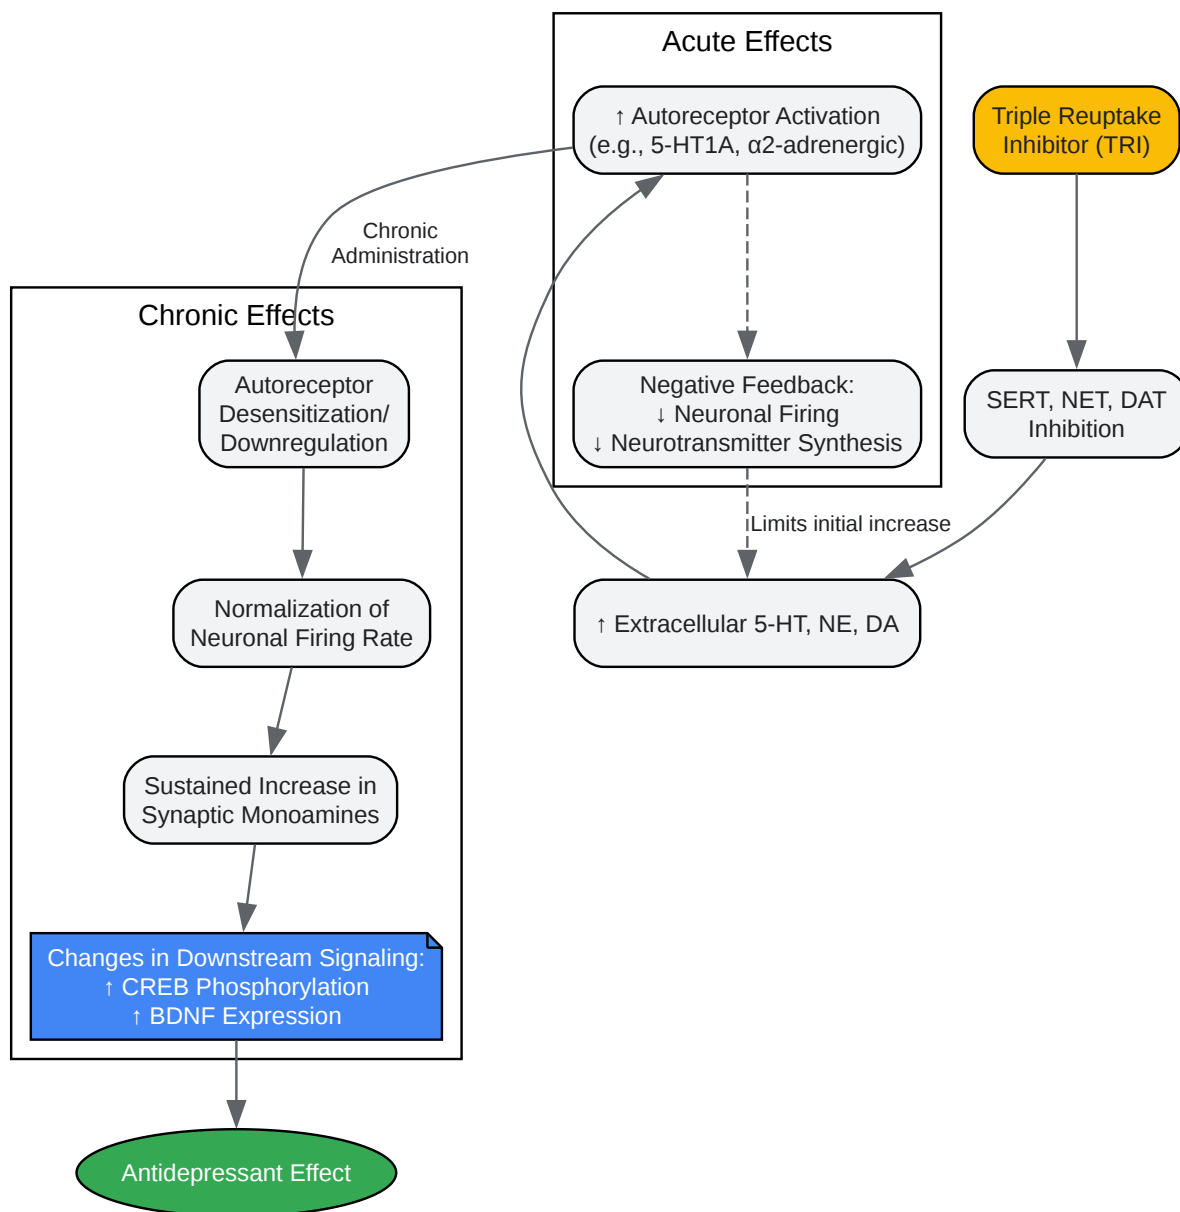 Acute Effects
↑ Autoreceptor Activation
(e.g., 5-HT1A, α2-adrenergic)
Triple Reuptake
Inhibitor (TRI)
Chronic
Administration
Chronic Effects
Autoreceptor
Desensitization/
Downregulation
Negative Feedback:
↓ Neuronal Firing
↓ Neurotransmitter Synthesis
SERT, NET, DAT
Inhibition
Limits initial increase
Normalization of
Neuronal Firing Rate
↑ Extracellular 5-HT, NE, DA
Sustained Increase in
Synaptic Monoamines
Changes in Downstream Signaling:
↑ CREB Phosphorylation
↑ BDNF Expression
Antidepressant Effect